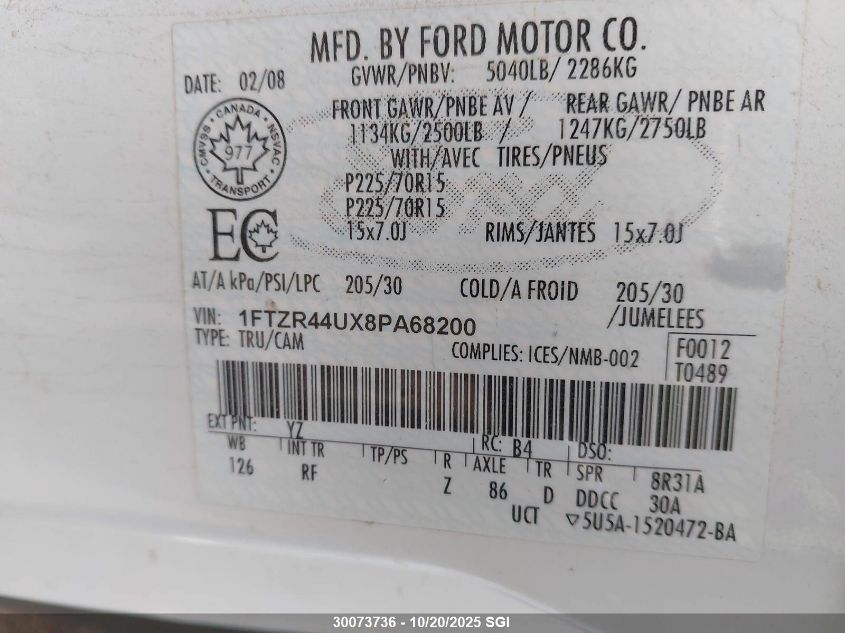 MFD. BY FORD MOTOR CO.
DATE: 02/08 GVWR/PNBV: 5040LB/ 2286KG
FRONT GAWR/PNBE AV / REAR GAWR/ PNBE AR
1134KG/2500LB / 1247KG/2750LB
WITH/AVEC TIRES/PNEUS
P225/70R15
P225/70R15
15x7.0J RIMS/JANTES 15x7.0J
CANADA
CMVSS NSVAC
977
TRANSPORT
EC
AT/A kPa/PSI/LPC 205/30 COLD/A FROID 205/30
VIN: 1FTZR44UX8PA68200 /JUMELEES
TYPE: TRU/CAM COMPLIES: ICES/NMB-002 F0012
T0489
EXT PNT: YZ RC: B4 DSO:
WB INT TR TP/PS R AXLE TR SPR 8R31A
126 RF Z 86 D DDCC 30A
UCT ▽5U5A-1520472-BA
30073736 - 10/20/2025 SGI